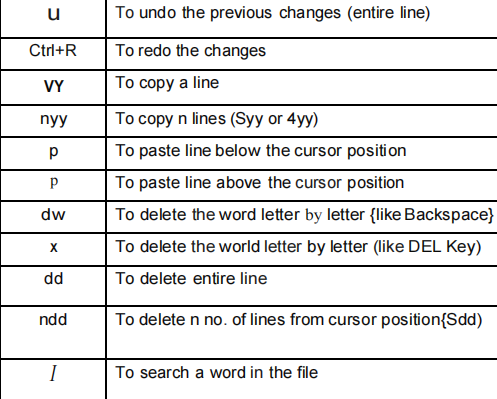 u To undo the previous changes (entire line)
Ctrl+R To redo the changes
VY To copy a line
nyy To copy n lines (Syy or 4yy)
p To paste line below the cursor position
p To paste line above the cursor position
dw To delete the word letter by letter {like Backspace}
x To delete the world letter by letter (like DEL Key)
dd To delete entire line
ndd To delete n no. of lines from cursor position{Sdd)
I To search a word in the file